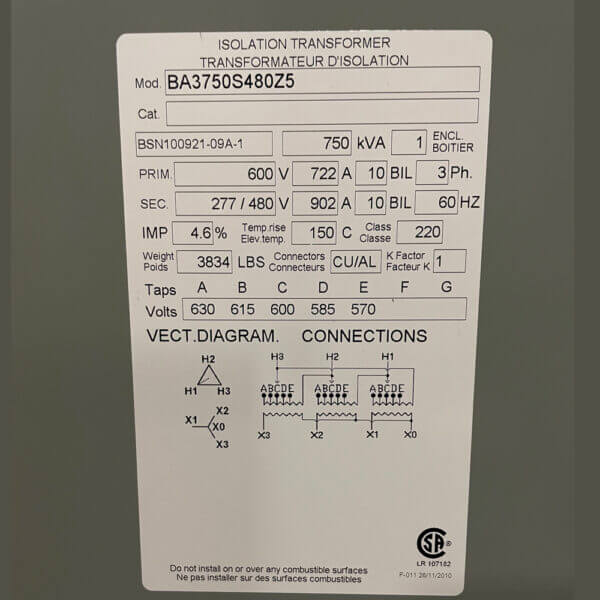 ISOLATION TRANSFORMER
TRANSFORMATEUR D'ISOLATION
Mod. BA3750S480Z5
Cat.
BSN100921-09A-1 750 kVA 1 ENCL. BOITIER
PRIM. 600 V 722 A 10 BIL 3 Ph.
SEC. 277 / 480 V 902 A 10 BIL 60 HZ
IMP 4.6 % Temp.rise Elev.temp. 150 C Class Classe 220
Weight Poids 3834 LBS Connectors Connecteurs CU/AL K Factor Facteur K 1
Taps A B C D E F G
Volts 630 615 600 585 570
VECT.DIAGRAM. CONNECTIONS
H2 H3 H2 H1
H1 H3 ABCDE ABCDE ABCDE
X2
X1 X0 X3 X2 X1 X0
X3
CSA ®
LR 107182
Do not install on or over any combustible surfaces
Ne pas installer sur des surfaces combustibles
P-011 26/11/2010